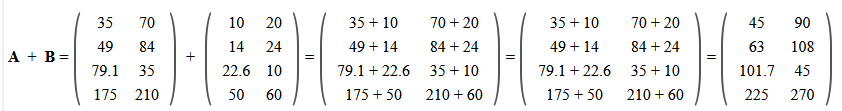 35 70 10 20 35 + 10 70 + 20 35 + 10 70 + 20 45 90
49 84 14 24 49 + 14 84 + 24 49 + 14 84 + 24 63 108
A + B = + = = =
79.1 35 22.6 10 79.1 + 22.6 35 + 10 79.1 + 22.6 35 + 10 101.7 45
175 210 50 60 175 + 50 210 + 60 175 + 50 210 + 60 225 270